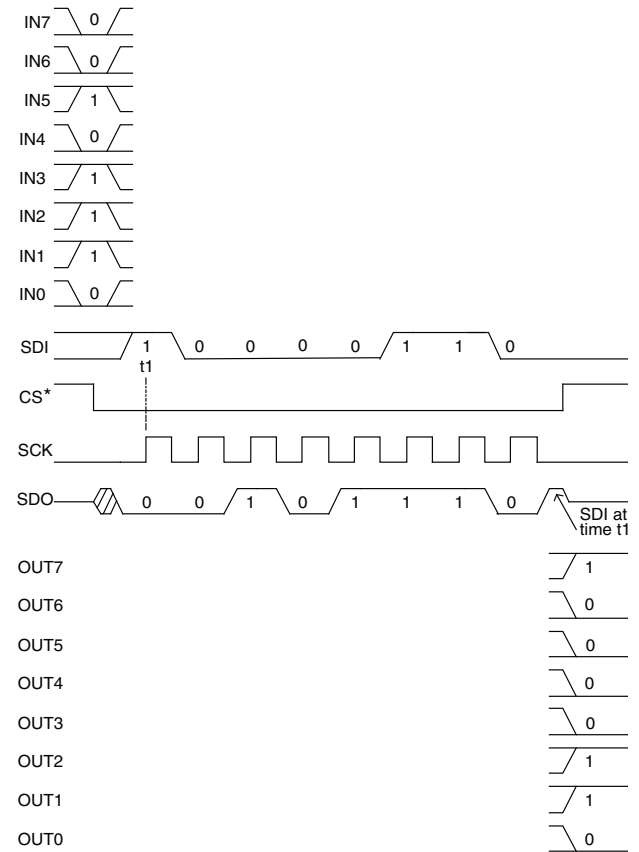 IN7 0
IN6 0
IN5 1
IN4 0
IN3 1
IN2 1
IN1 1
IN0 0
SDI 1 0 0 0 0 1 1 0
t1
CS*
SCK
SDO 0 0 1 0 1 1 1 0
SDI at
time t1
OUT7 1
OUT6 0
OUT5 0
OUT4 0
OUT3 0
OUT2 1
OUT1 1
OUT0 0